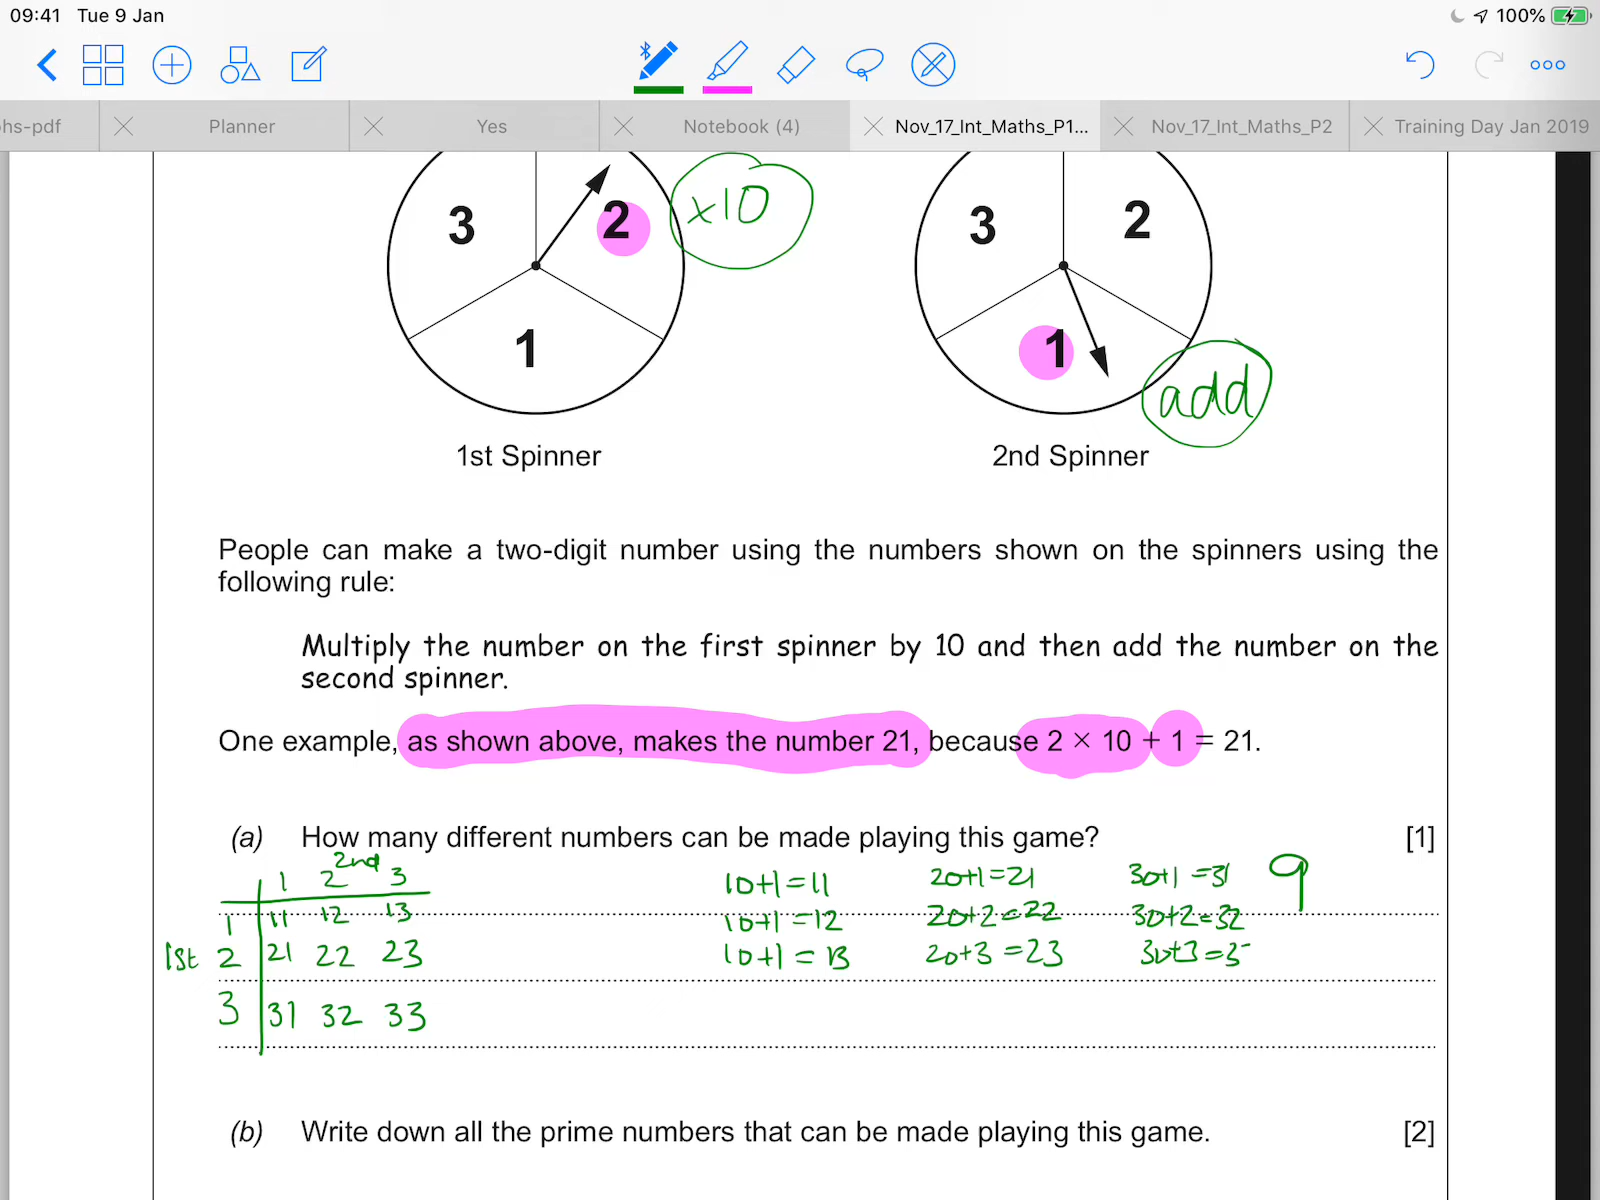 09:41 Tue 9 Jan 100%
hs-pdf Planner Yes Notebook (4) Nov_17_Int_Maths_P1... Nov_17_Int_Maths_P2 Training Day Jan 2019
3 2 x10 3 2
1 1 add
1st Spinner 2nd Spinner
People can make a two-digit number using the numbers shown on the spinners using the
following rule:
Multiply the number on the first spinner by 10 and then add the number on the
second spinner.
One example, as shown above, makes the number 21, because 2 × 10 + 1 = 21.
(a) How many different numbers can be made playing this game? [1]
2nd
1 2 3 10+1=11 20+1=21 30+1=31 9
1 11 12 13 10+1=12 20+2=22 30+2=32
1st 2 21 22 23 10+1=13 20+3=23 30+3=3
3 31 32 33
(b) Write down all the prime numbers that can be made playing this game. [2]